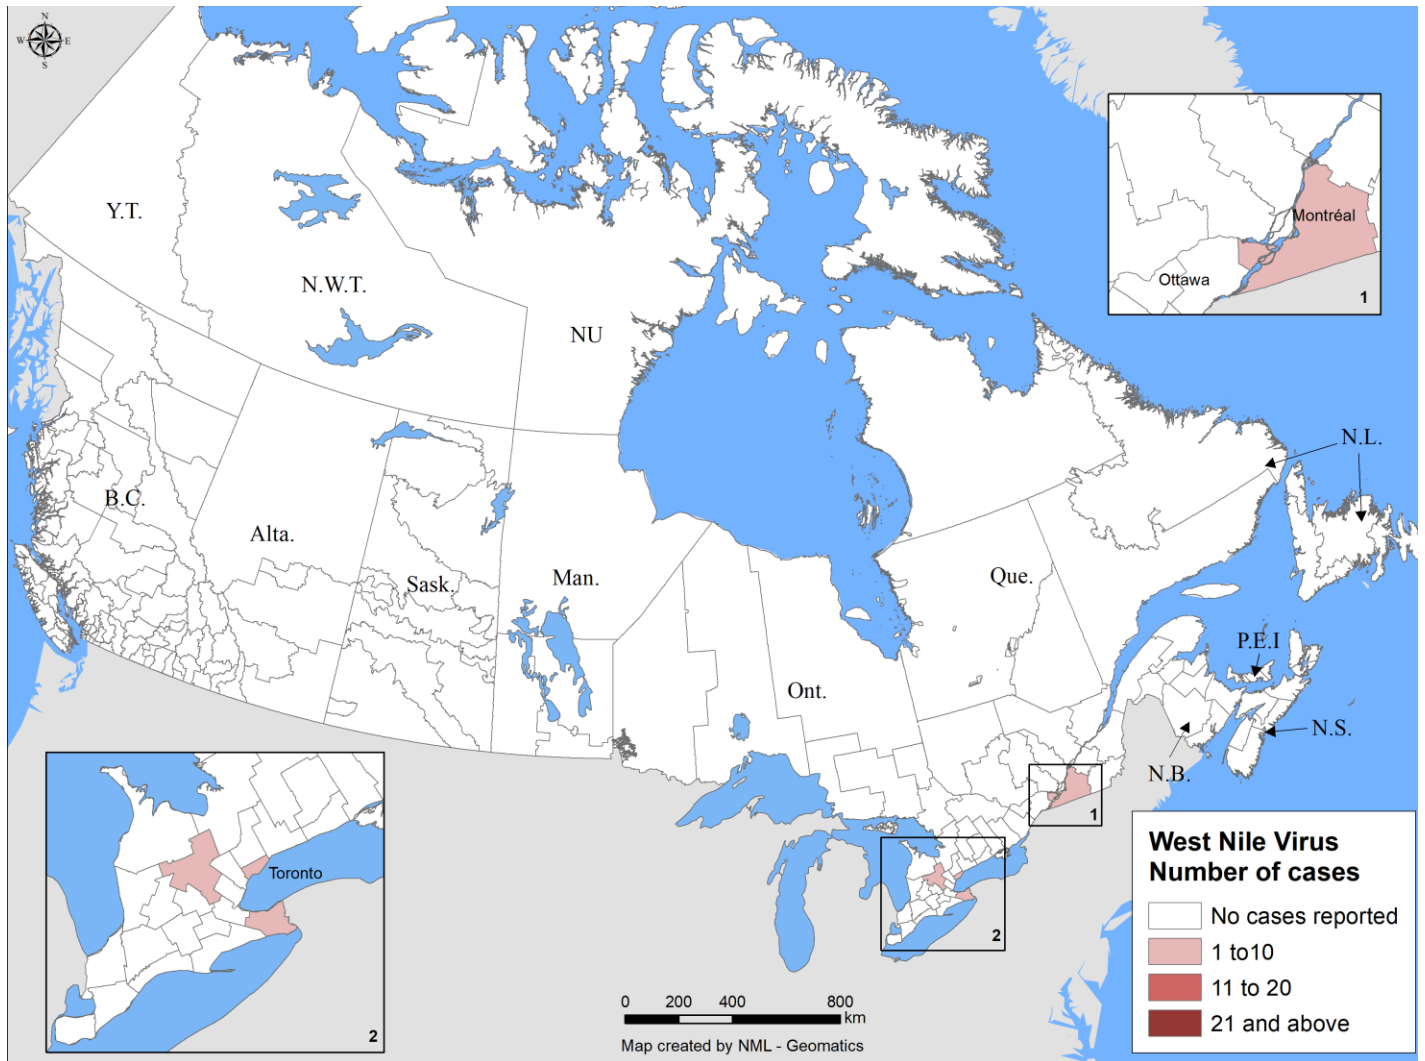 N
W E
S
Y.T.
N.W.T.
NU
B.C.
Alta.
Sask.
Man.
Ont.
Que.
N.L.
P.E.I
N.S.
N.B.
Montréal
Ottawa
1
1
Toronto
2
2
0 200 400 800
km
Map created by NML - Geomatics
West Nile Virus
Number of cases
No cases reported
1 to10
11 to 20
21 and above